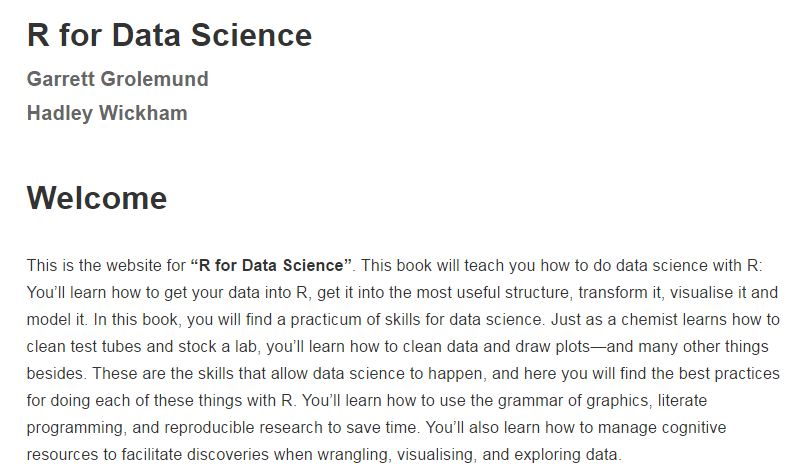 R for Data Science
Garrett Grolemund
Hadley Wickham
Welcome
This is the website for “R for Data Science”. This book will teach you how to do data science with R:
You’ll learn how to get your data into R, get it into the most useful structure, transform it, visualise it and
model it. In this book, you will find a practicum of skills for data science. Just as a chemist learns how to
clean test tubes and stock a lab, you’ll learn how to clean data and draw plots—and many other things
besides. These are the skills that allow data science to happen, and here you will find the best practices
for doing each of these things with R. You’ll learn how to use the grammar of graphics, literate
programming, and reproducible research to save time. You’ll also learn how to manage cognitive
resources to facilitate discoveries when wrangling, visualising, and exploring data.